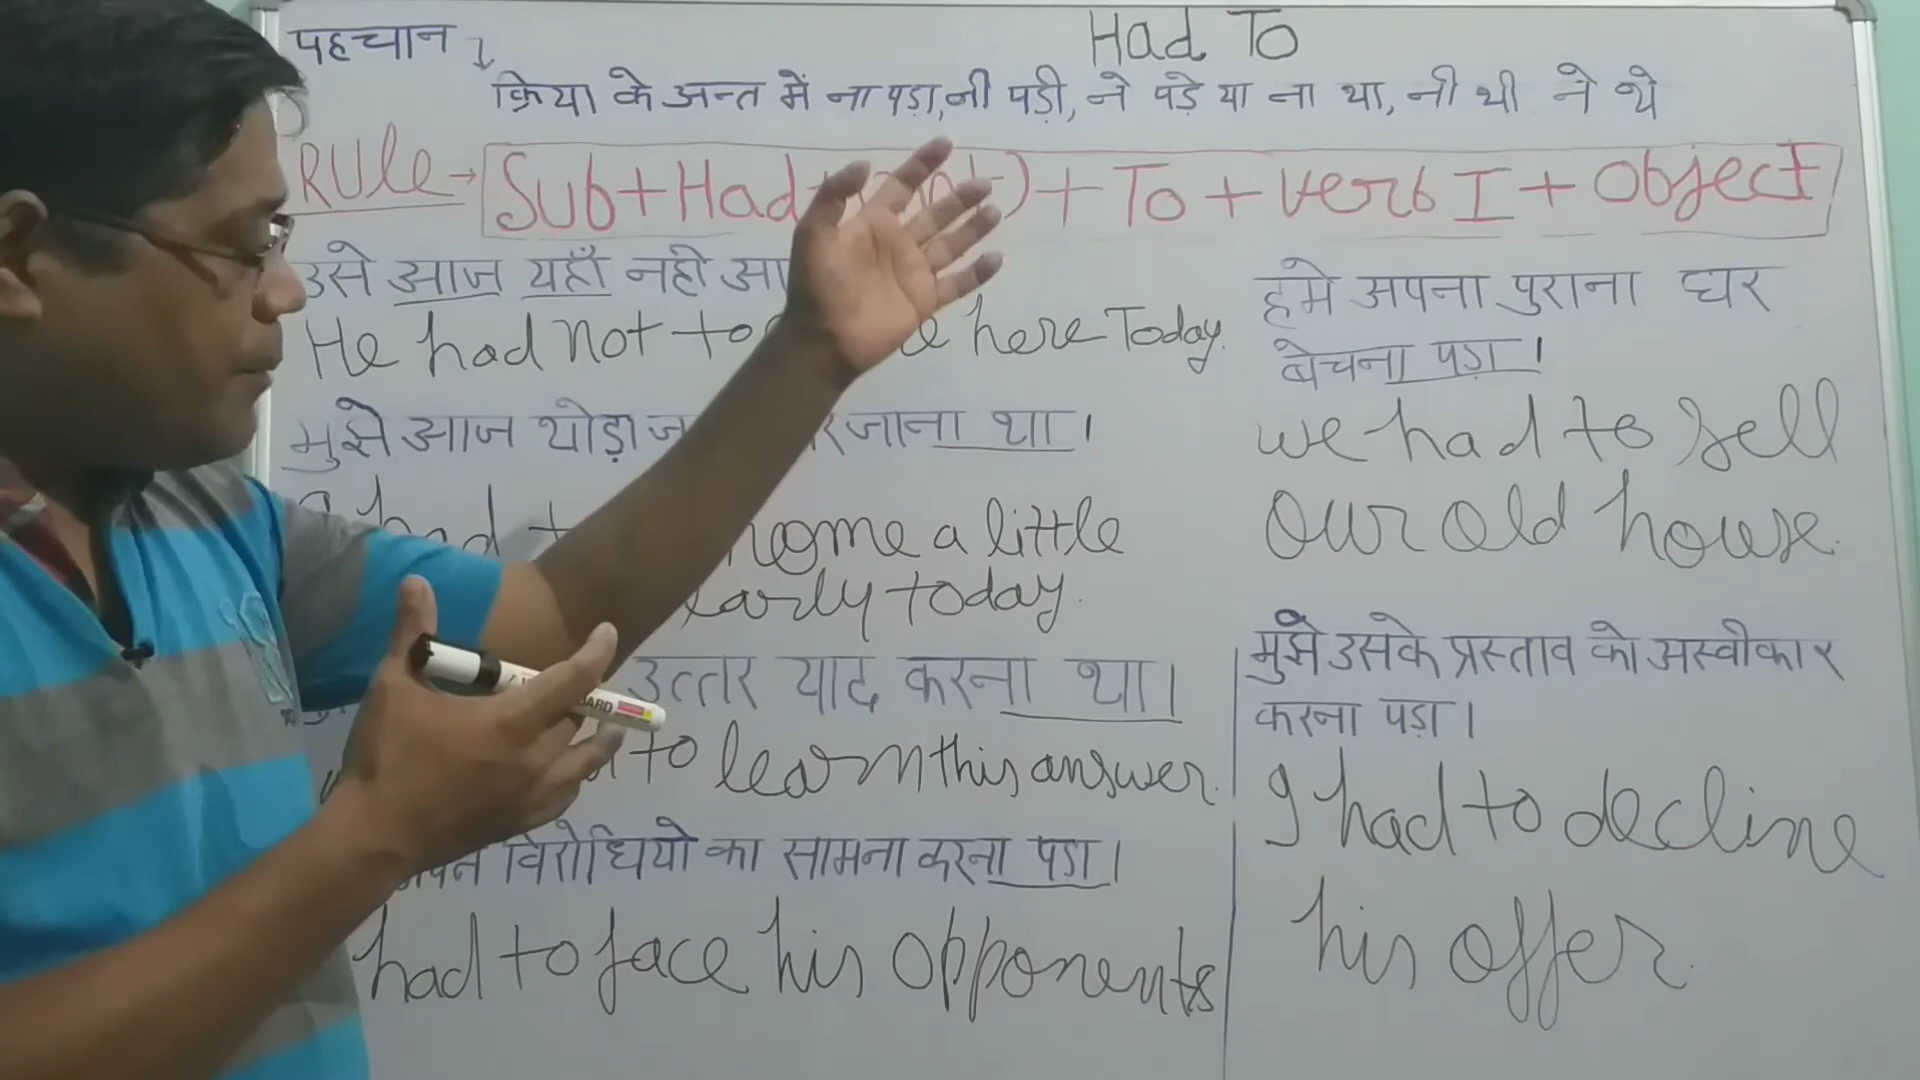 Had To
पहचान
क्रिया के अन्त में ना पड़ा, नी पड़ी, ने पड़े या ना था, नी थी ने थे
RULe → Sub + Had + To + Verb I + Object
उसे आज यहाँ नही
He had not to here Today.
मुझे आज थोड़ा जाना था।
I had home a little
early today.
उत्तर याद करना था।
to learn this answer.
विरोधियो का सामना करना पड़ा।
had to face his opponents
हमे अपना पुराना घर
बेचना पड़ा।
we had to sell
our old house.
मुझे उसके प्रस्ताव को अस्वीकार
करना पड़ा।
I had to decline
his offer.